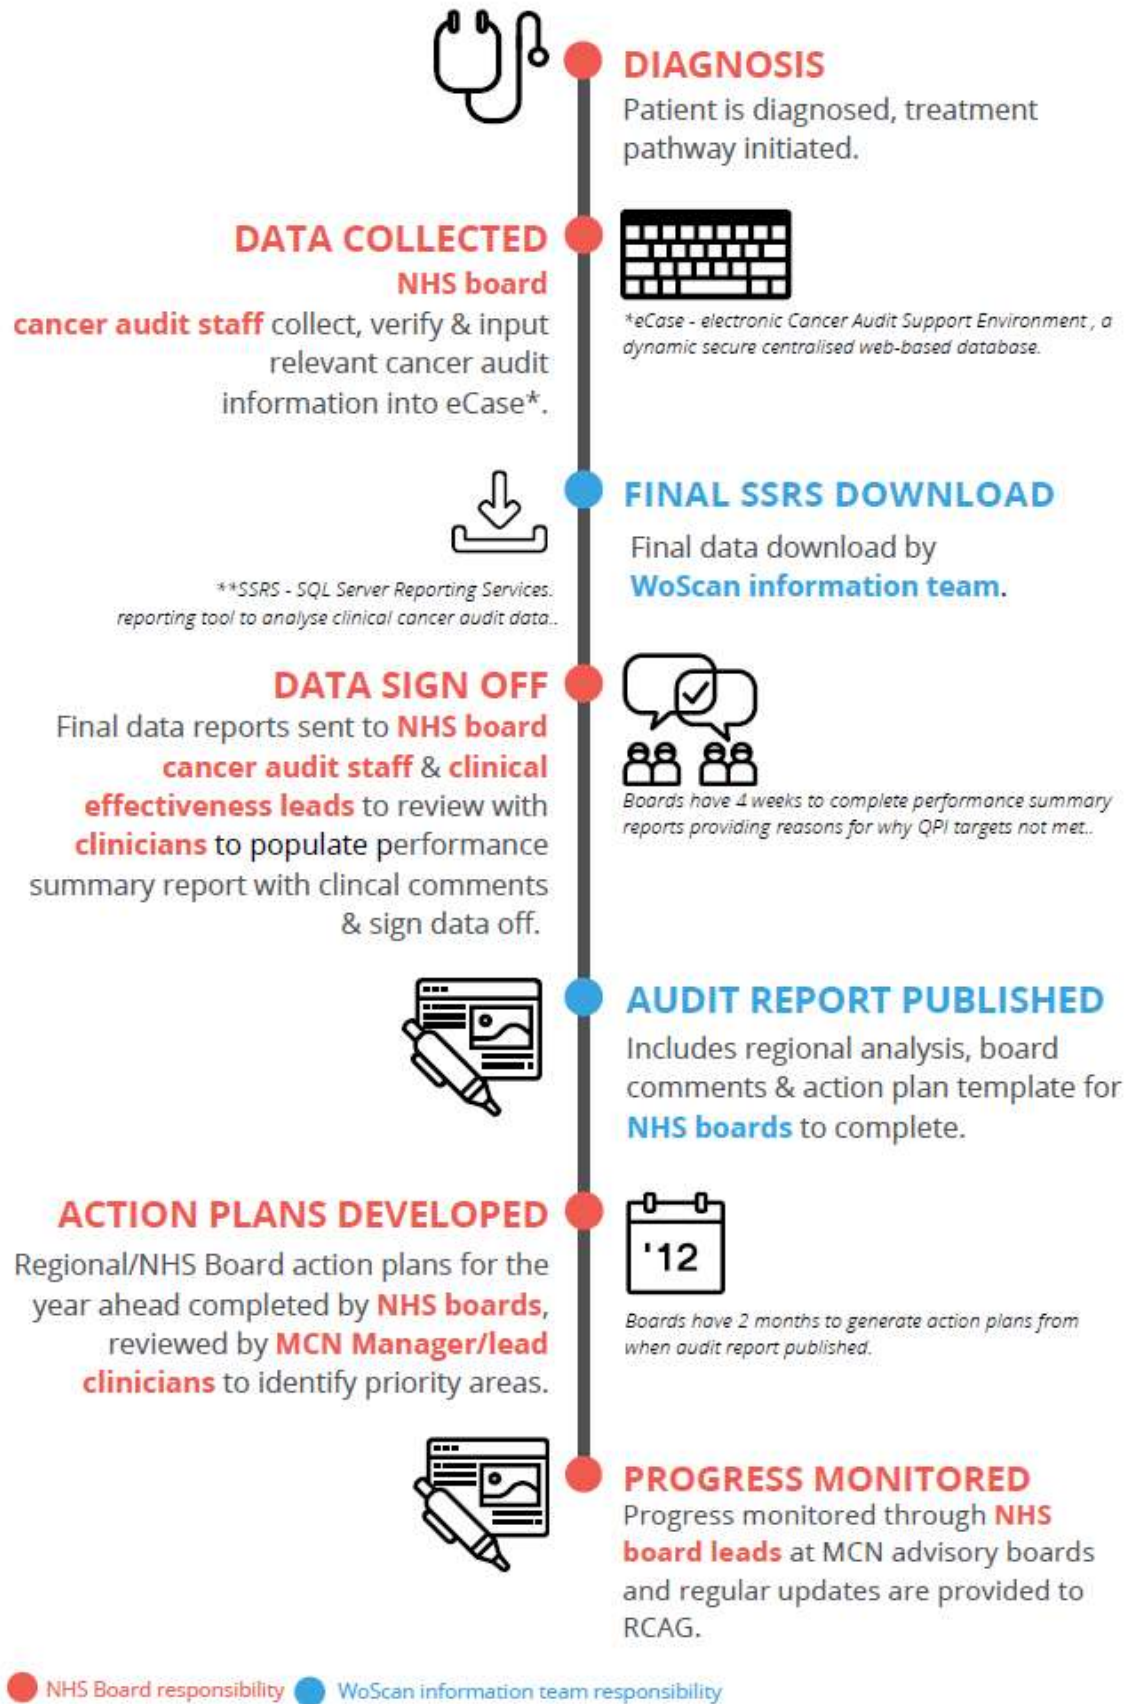 DIAGNOSIS
Patient is diagnosed, treatment
pathway initiated.
DATA COLLECTED
NHS board
cancer audit staff collect, verify & input
relevant cancer audit
information into eCase*.
*eCase - electronic Cancer Audit Support Environment , a
dynamic secure centralised web-based database.
FINAL SSRS DOWNLOAD
Final data download by
WoScan information team.
**SSRS - SQL Server Reporting Services.
reporting tool to analyse clinical cancer audit data..
DATA SIGN OFF
Final data reports sent to NHS board
cancer audit staff & clinical
effectiveness leads to review with
clinicians to populate performance
summary report with clincal comments
& sign data off.
Boards have 4 weeks to complete performance summary
reports providing reasons for why QPI targets not met..
AUDIT REPORT PUBLISHED
Includes regional analysis, board
comments & action plan template for
NHS boards to complete.
ACTION PLANS DEVELOPED
Regional/NHS Board action plans for the
year ahead completed by NHS boards,
reviewed by MCN Manager/lead
clinicians to identify priority areas.
'12
Boards have 2 months to generate action plans from
when audit report published.
PROGRESS MONITORED
Progress monitored through NHS
board leads at MCN advisory boards
and regular updates are provided to
RCAG.
NHS Board responsibility WoScan information team responsibility